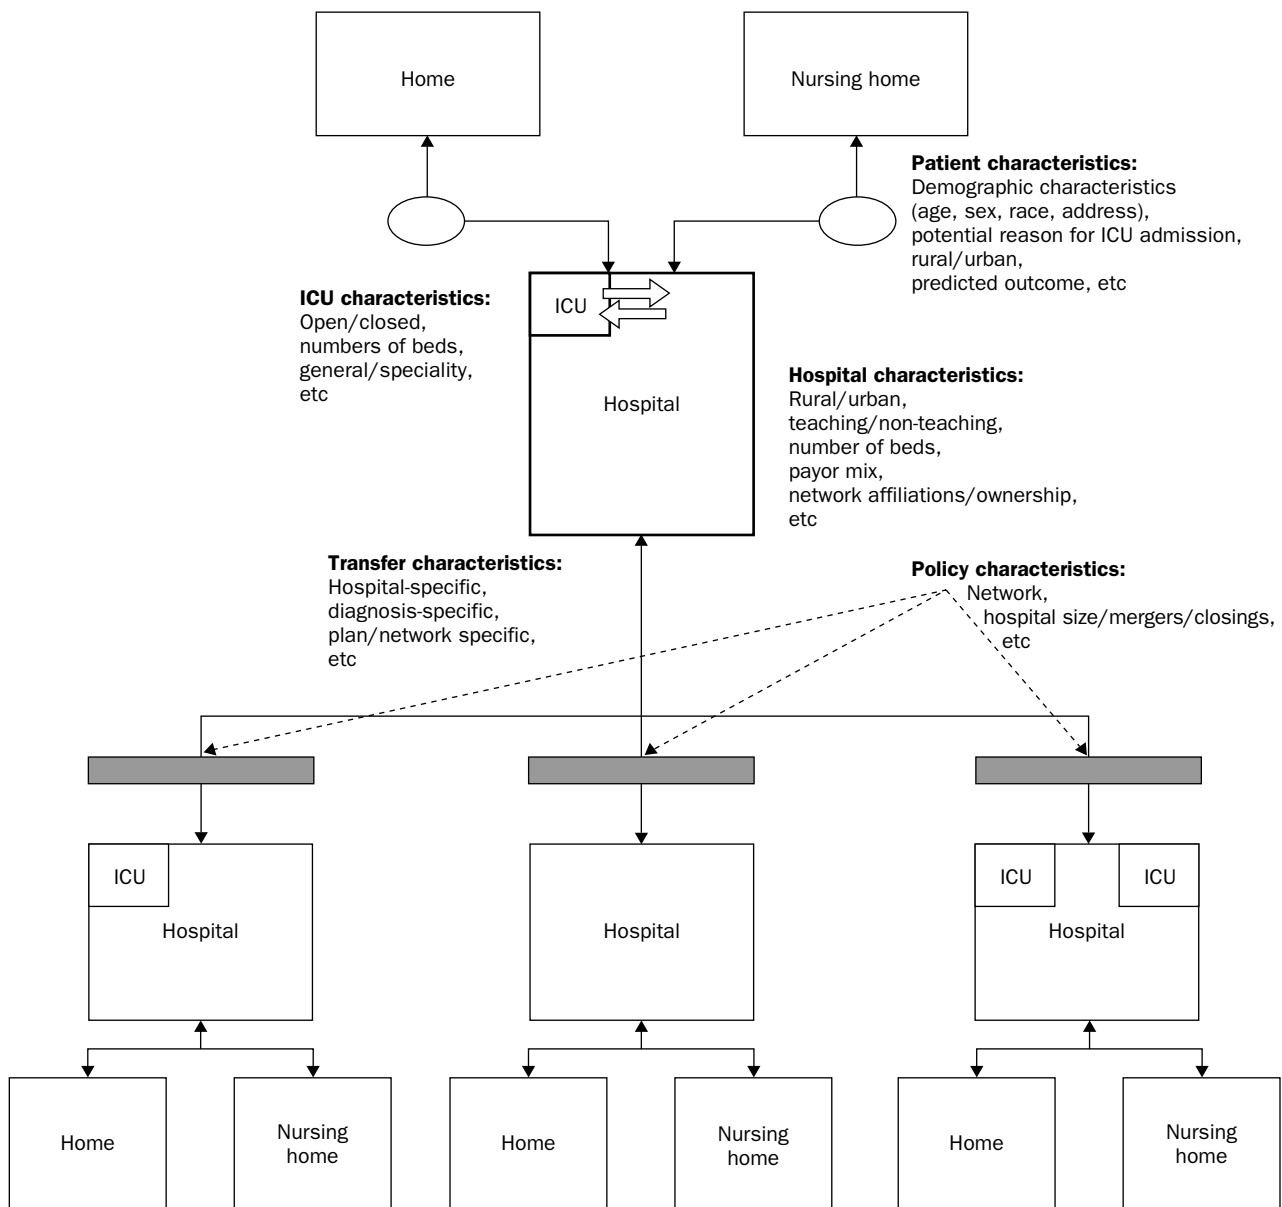 Home
Nursing home
Patient characteristics:
Demographic characteristics
(age, sex, race, address),
potential reason for ICU admission,
rural/urban,
predicted outcome, etc
ICU characteristics:
Open/closed,
numbers of beds,
general/speciality,
etc
ICU
Hospital
Hospital characteristics:
Rural/urban,
teaching/non-teaching,
number of beds,
payor mix,
network affiliations/ownership,
etc
Transfer characteristics:
Hospital-specific,
diagnosis-specific,
plan/network specific,
etc
Policy characteristics:
Network,
hospital size/mergers/closings,
etc
ICU
Hospital
Hospital
ICU
ICU
Hospital
Home
Nursing
home
Home
Nursing
home
Home
Nursing
home